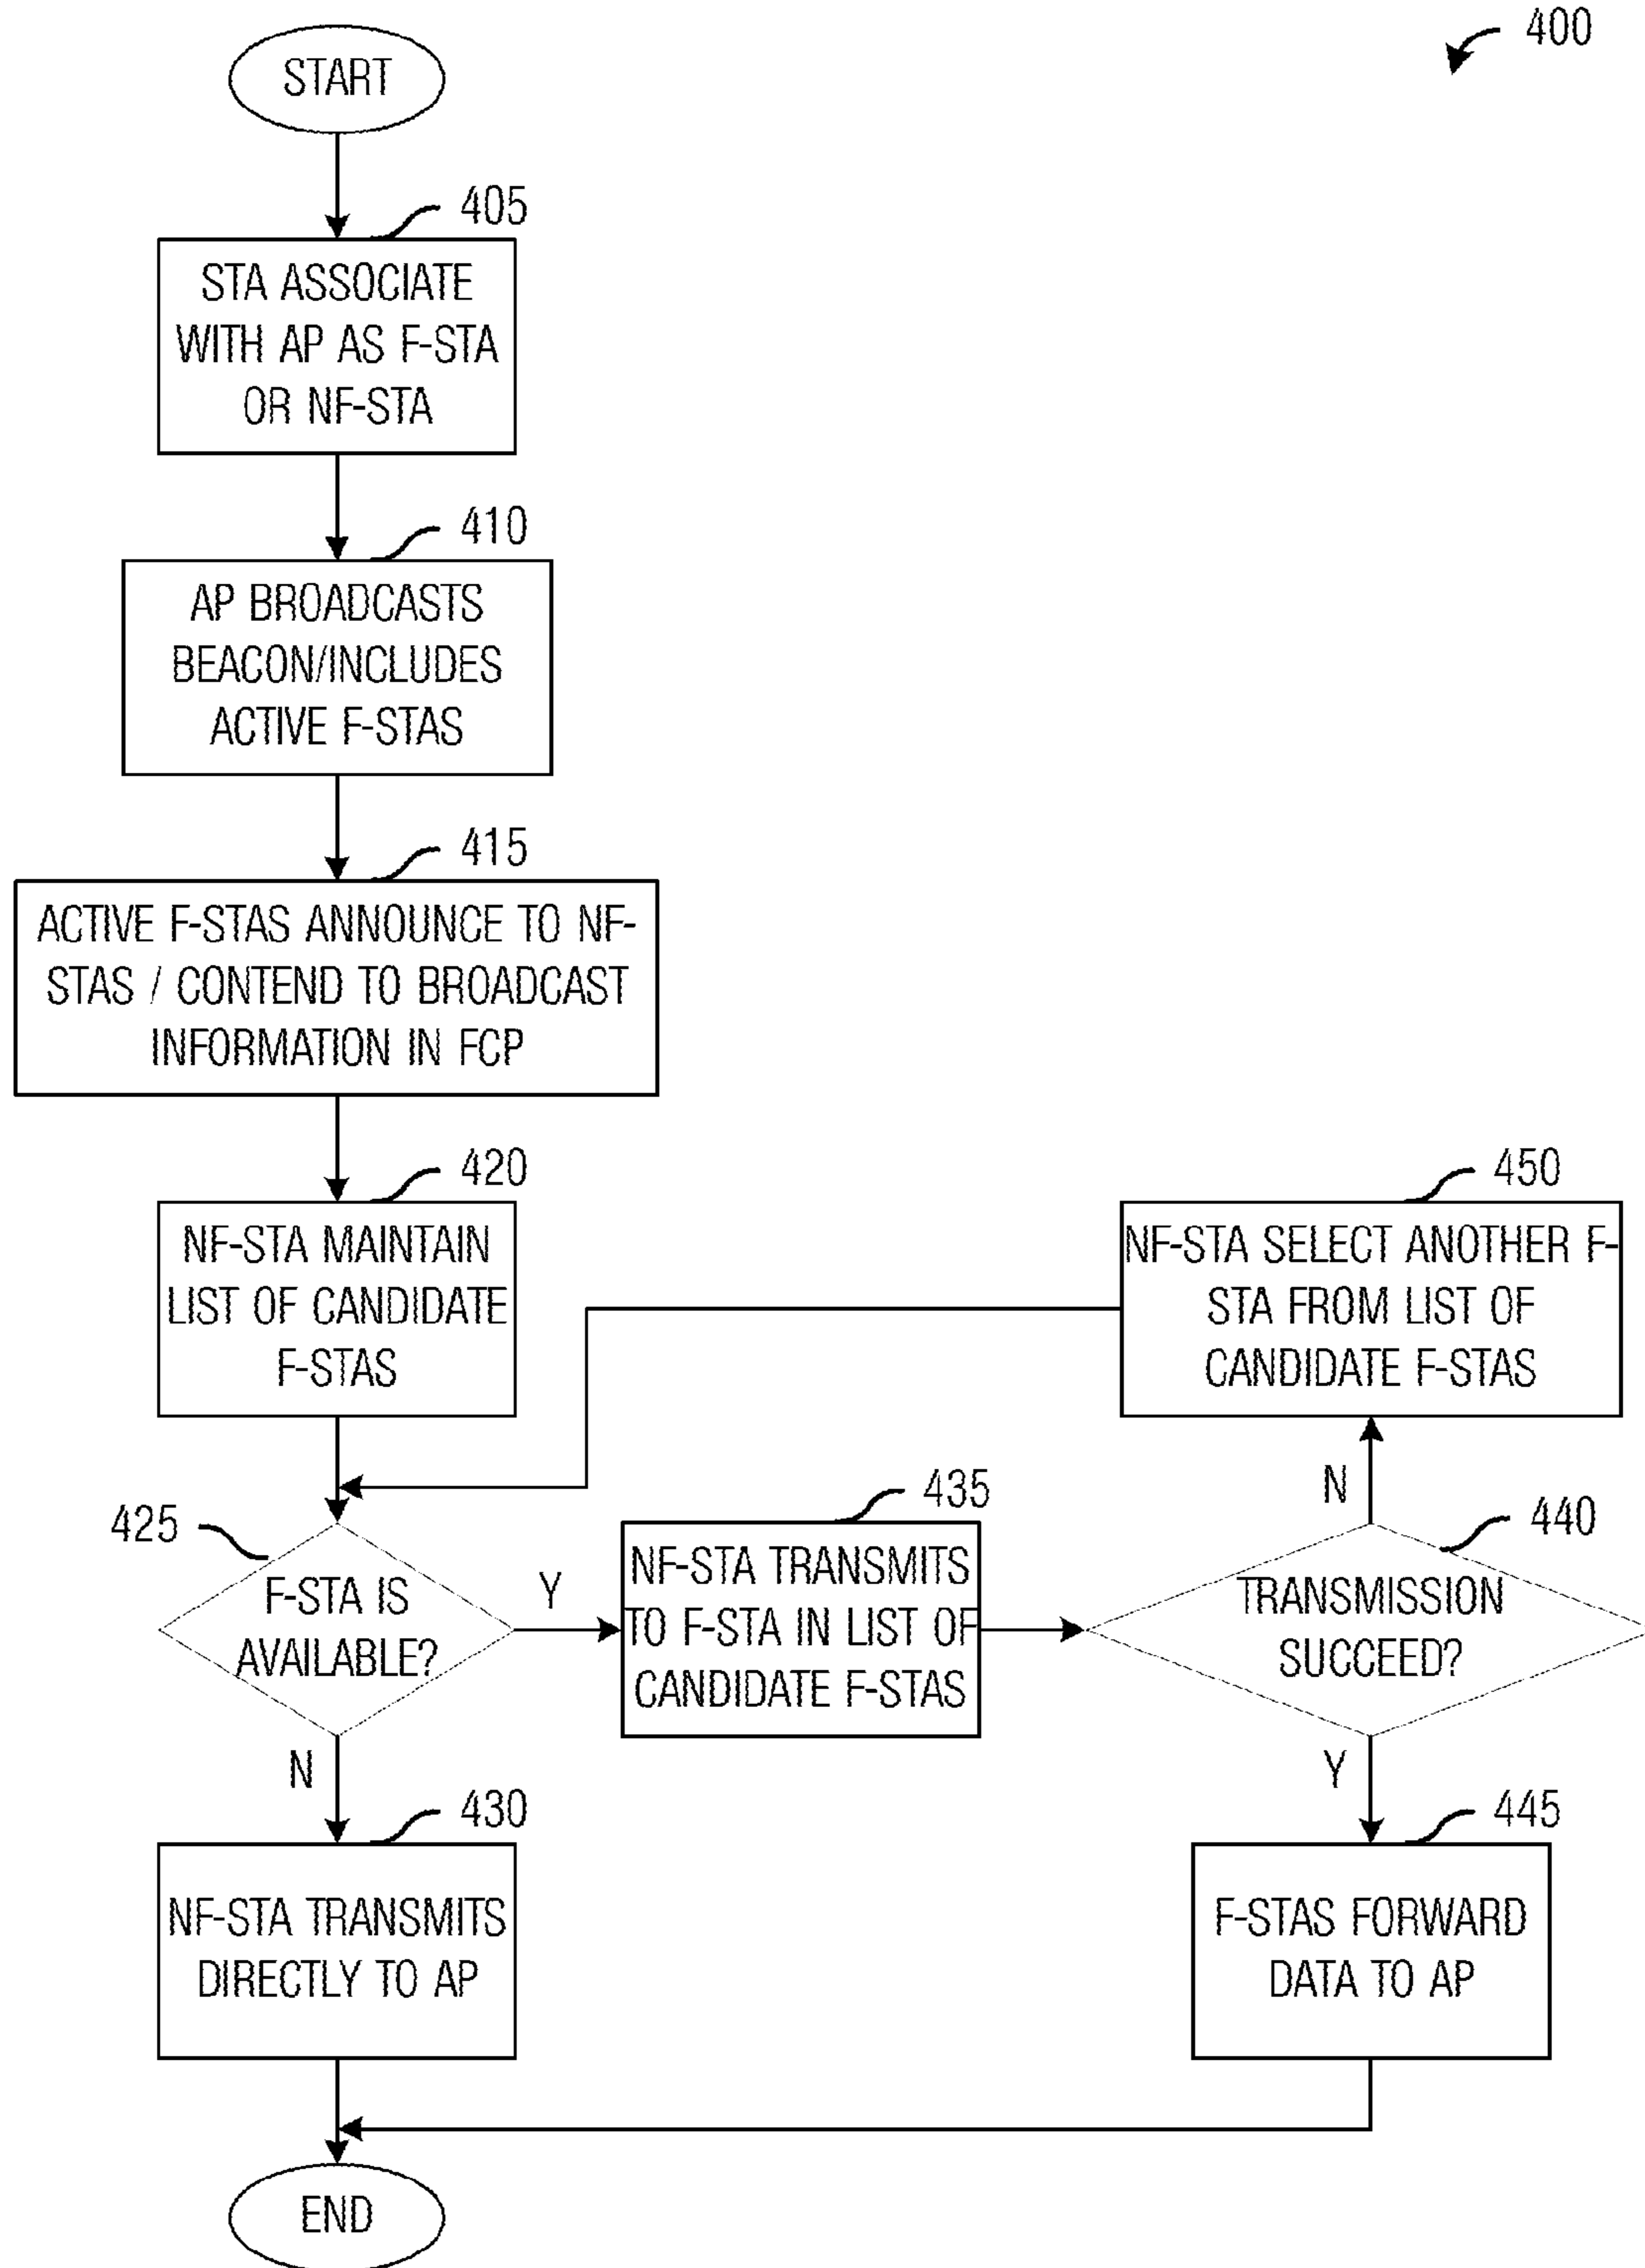 400
START
405
STA ASSOCIATE
WITH AP AS F-STA
OR NF-STA
410
AP BROADCASTS
BEACON/INCLUDES
ACTIVE F-STAS
415
ACTIVE F-STAS ANNOUNCE TO NF-
STAS / CONTEND TO BROADCAST
INFORMATION IN FCP
420
NF-STA MAINTAIN
LIST OF CANDIDATE
F-STAS
450
NF-STA SELECT ANOTHER F-
STA FROM LIST OF
CANDIDATE F-STAS
425
F-STA IS
AVAILABLE?
Y
N
435
NF-STA TRANSMITS
TO F-STA IN LIST OF
CANDIDATE F-STAS
440
TRANSMISSION
SUCCEED?
N
Y
430
NF-STA TRANSMITS
DIRECTLY TO AP
445
F-STAS FORWARD
DATA TO AP
END